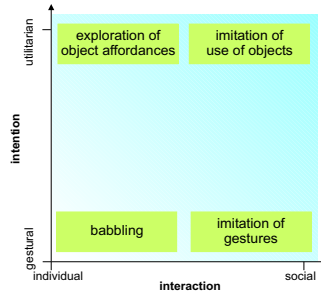 utilitarian
exploration of
object affordances
imitation of
use of objects
intention
babbling
imitation of
gestures
gestural
individual
social
interaction